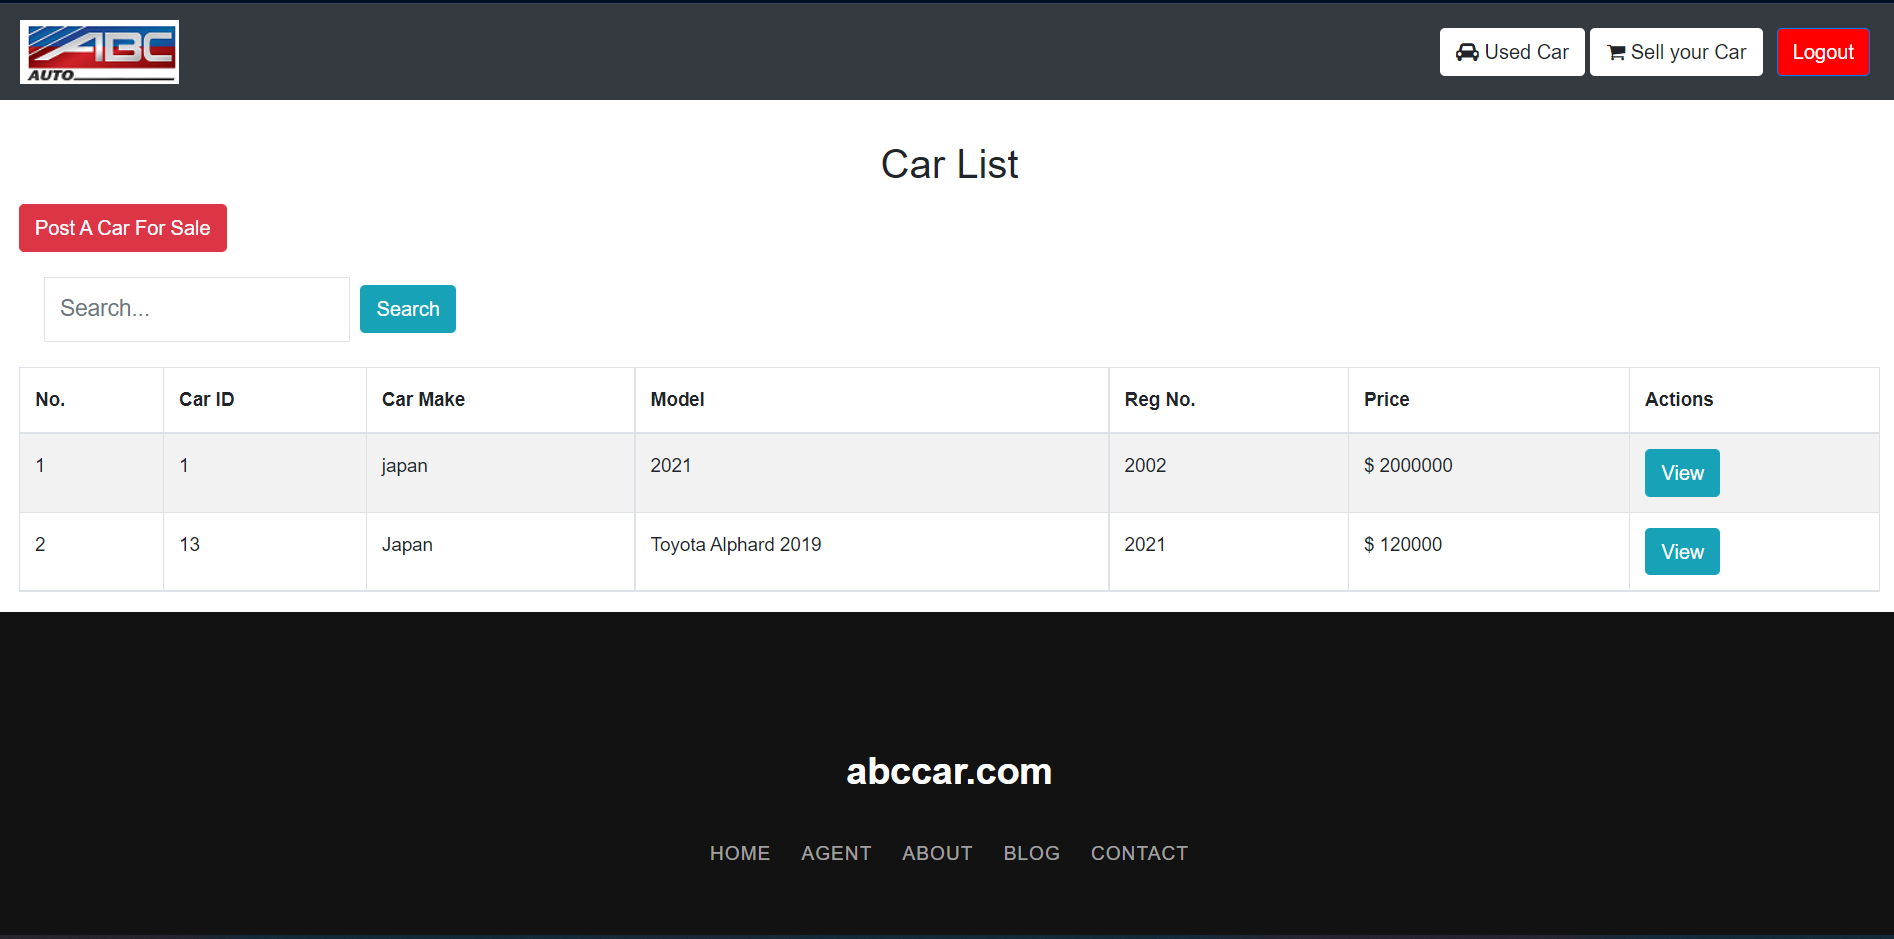 ABC
AUTO
Used Car Sell your Car Logout
Car List
Post A Car For Sale
Search... Search
No. Car ID Car Make Model Reg No. Price Actions
1 1 japan 2021 2002 $ 2000000 View
2 13 Japan Toyota Alphard 2019 2021 $ 120000 View
abccar.com
HOME AGENT ABOUT BLOG CONTACT